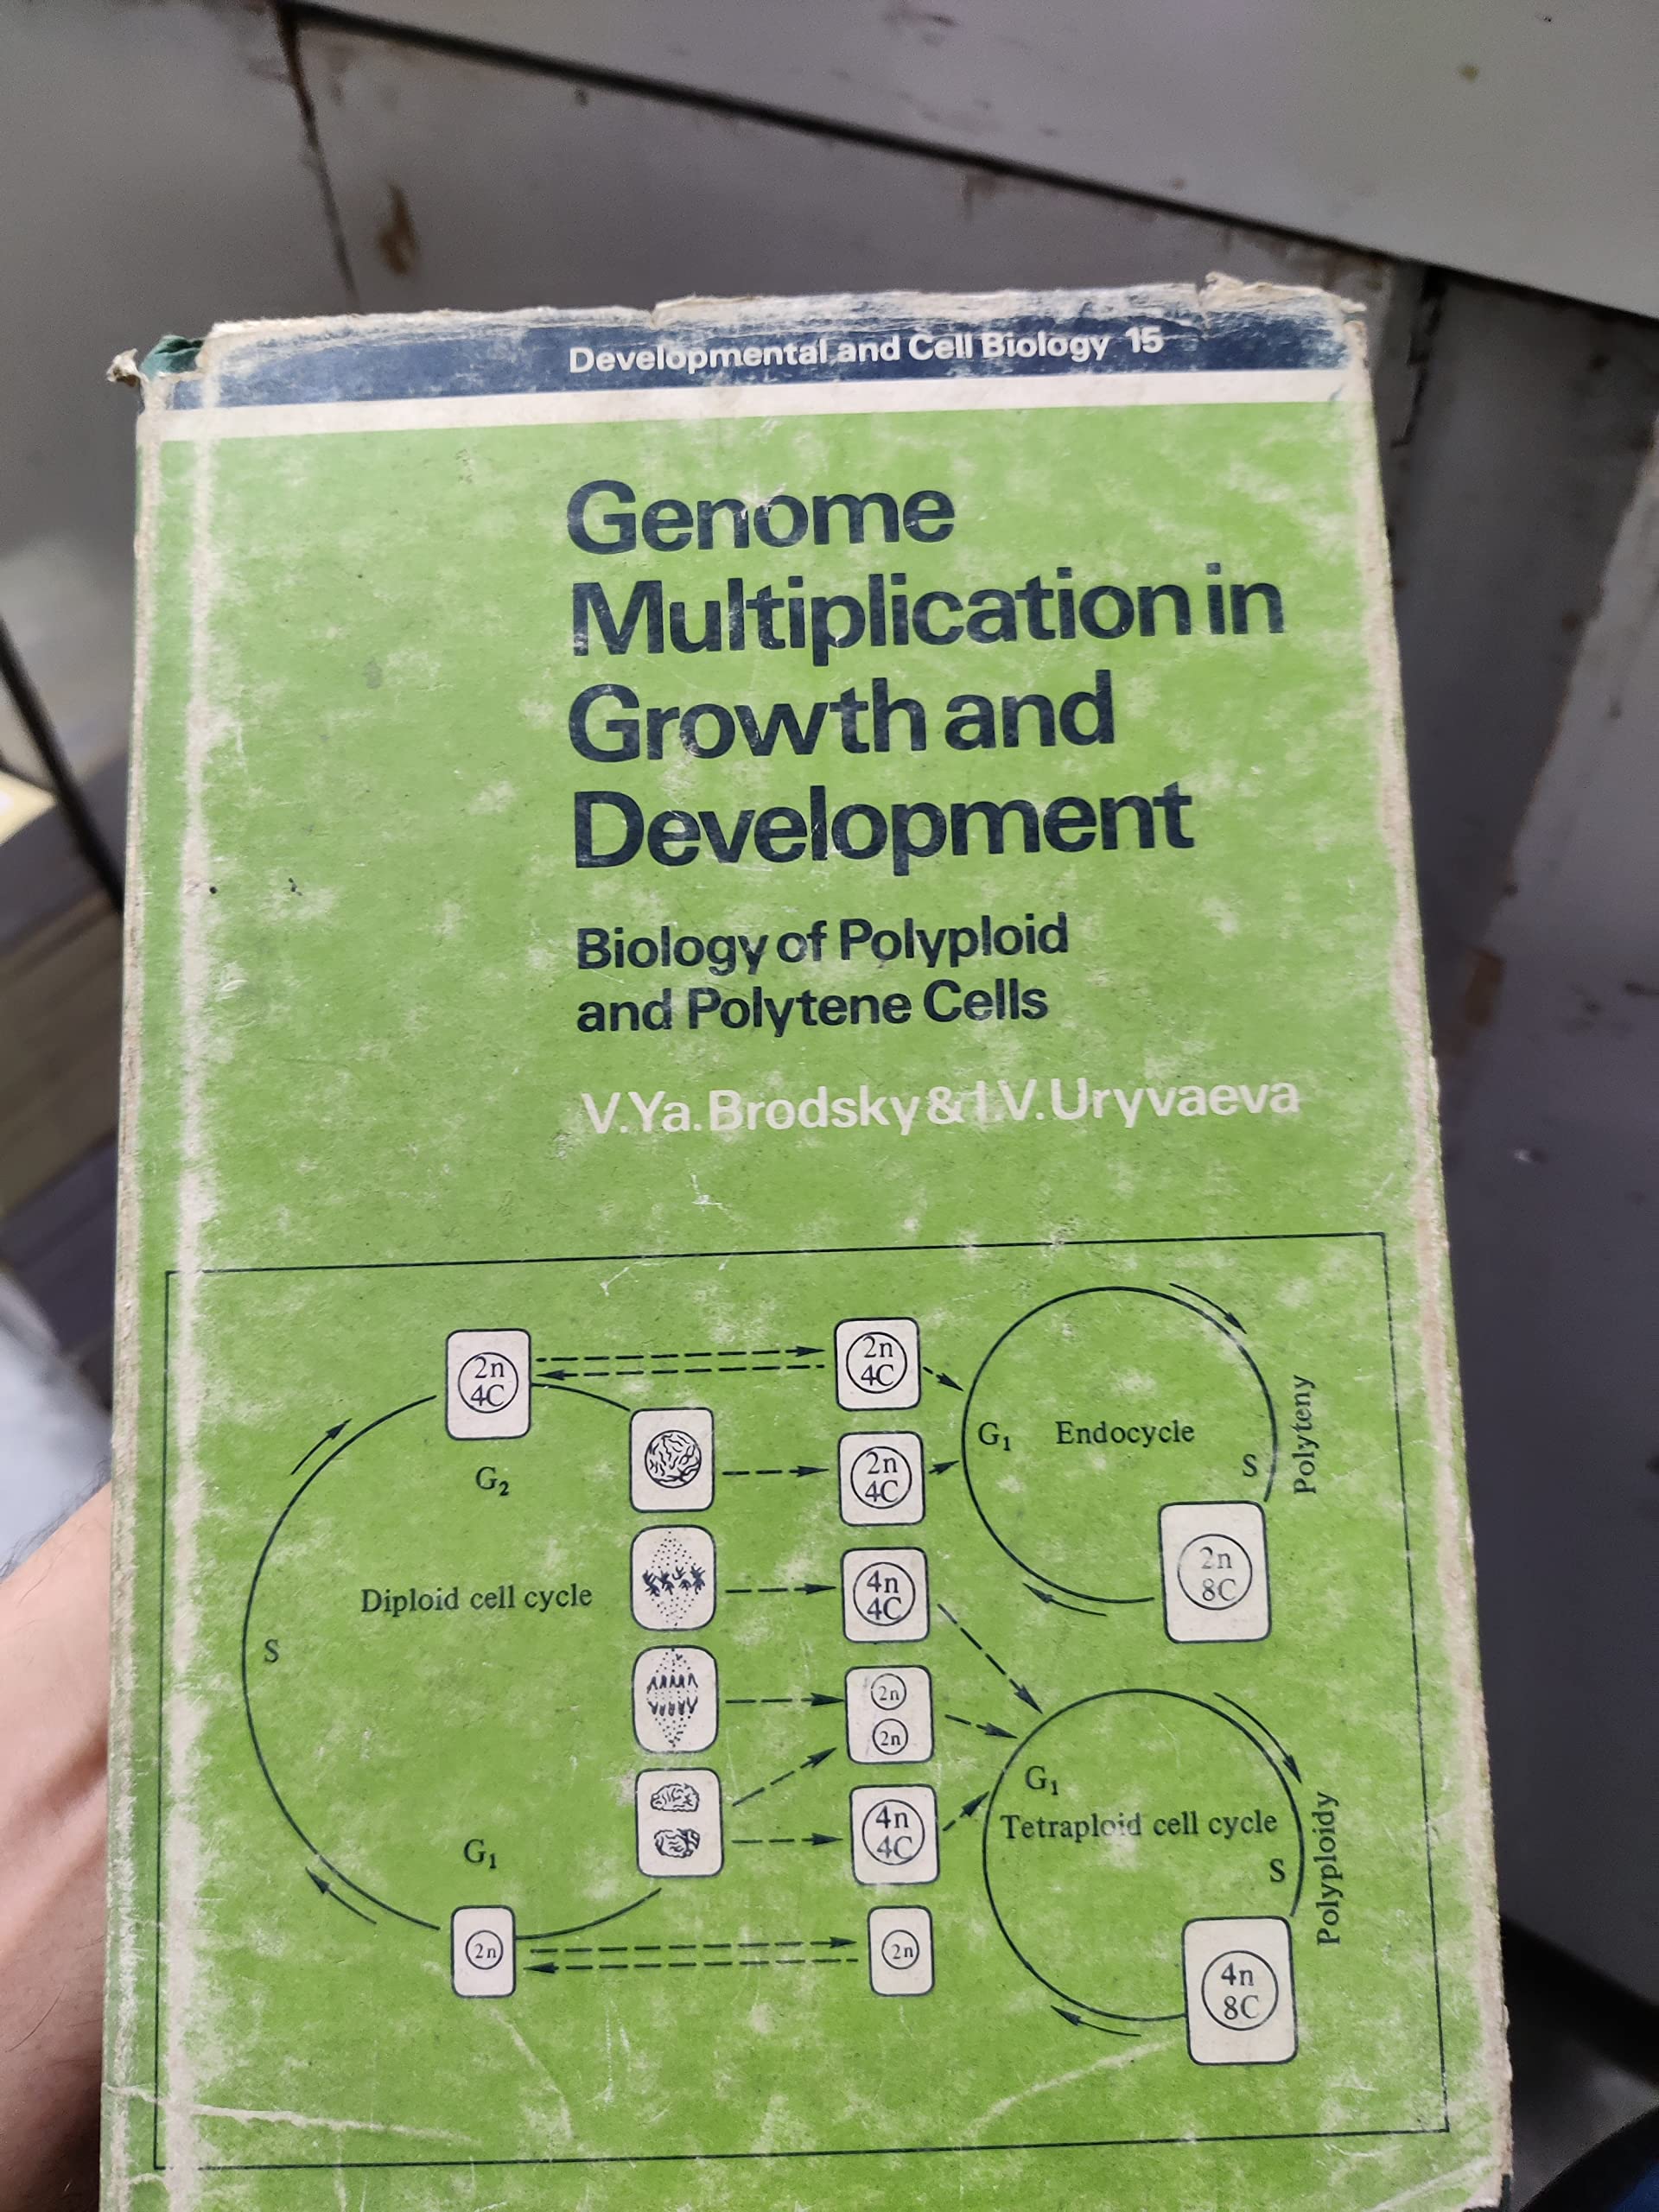 Developmental and Cell Biology 15
Genome
Multiplication in
Growth and
Development
Biology of Polyploid
and Polytene Cells
V.Ya.Brodsky & I.V.Uryvaeva
2n
4C
G₂
Diploid cell cycle
S
G₁
2n
2n
4C
2n
4C
4n
4C
2n
2n
4n
4C
2n
G₁
Endocycle
S
Polyteny
2n
8C
G₁
Tetraploid cell cycle
S
Polyploidy
4n
8C